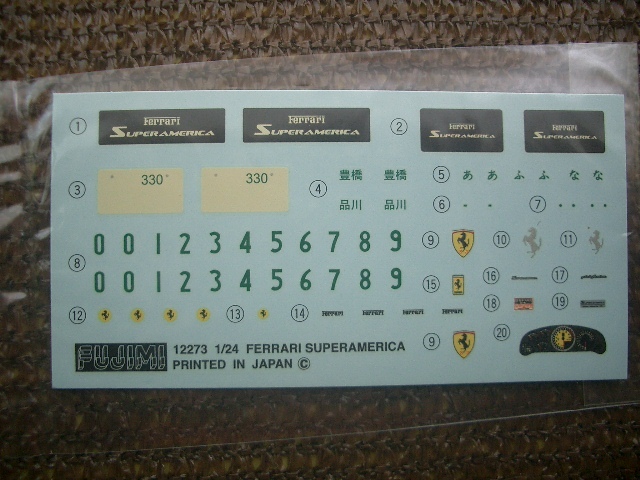 1 Ferrari SUPERAMERICA Ferrari SUPERAMERICA 2 Ferrari SUPERAMERICA Ferrari SUPERAMERICA
3 330 330 4 豊橋 豊橋 5 あ あ ふ ふ な な
品川 品川 6 7
8 0 0 1 2 3 4 5 6 7 8 9 9 10 11
0 0 1 2 3 4 5 6 7 8 9 15 16 17
12 13 14 Ferrari Ferrari Ferrari Ferrari 18 19
FUJIMI 12273 1/24 FERRARI SUPERAMERICA 9 20
PRINTED IN JAPAN ©